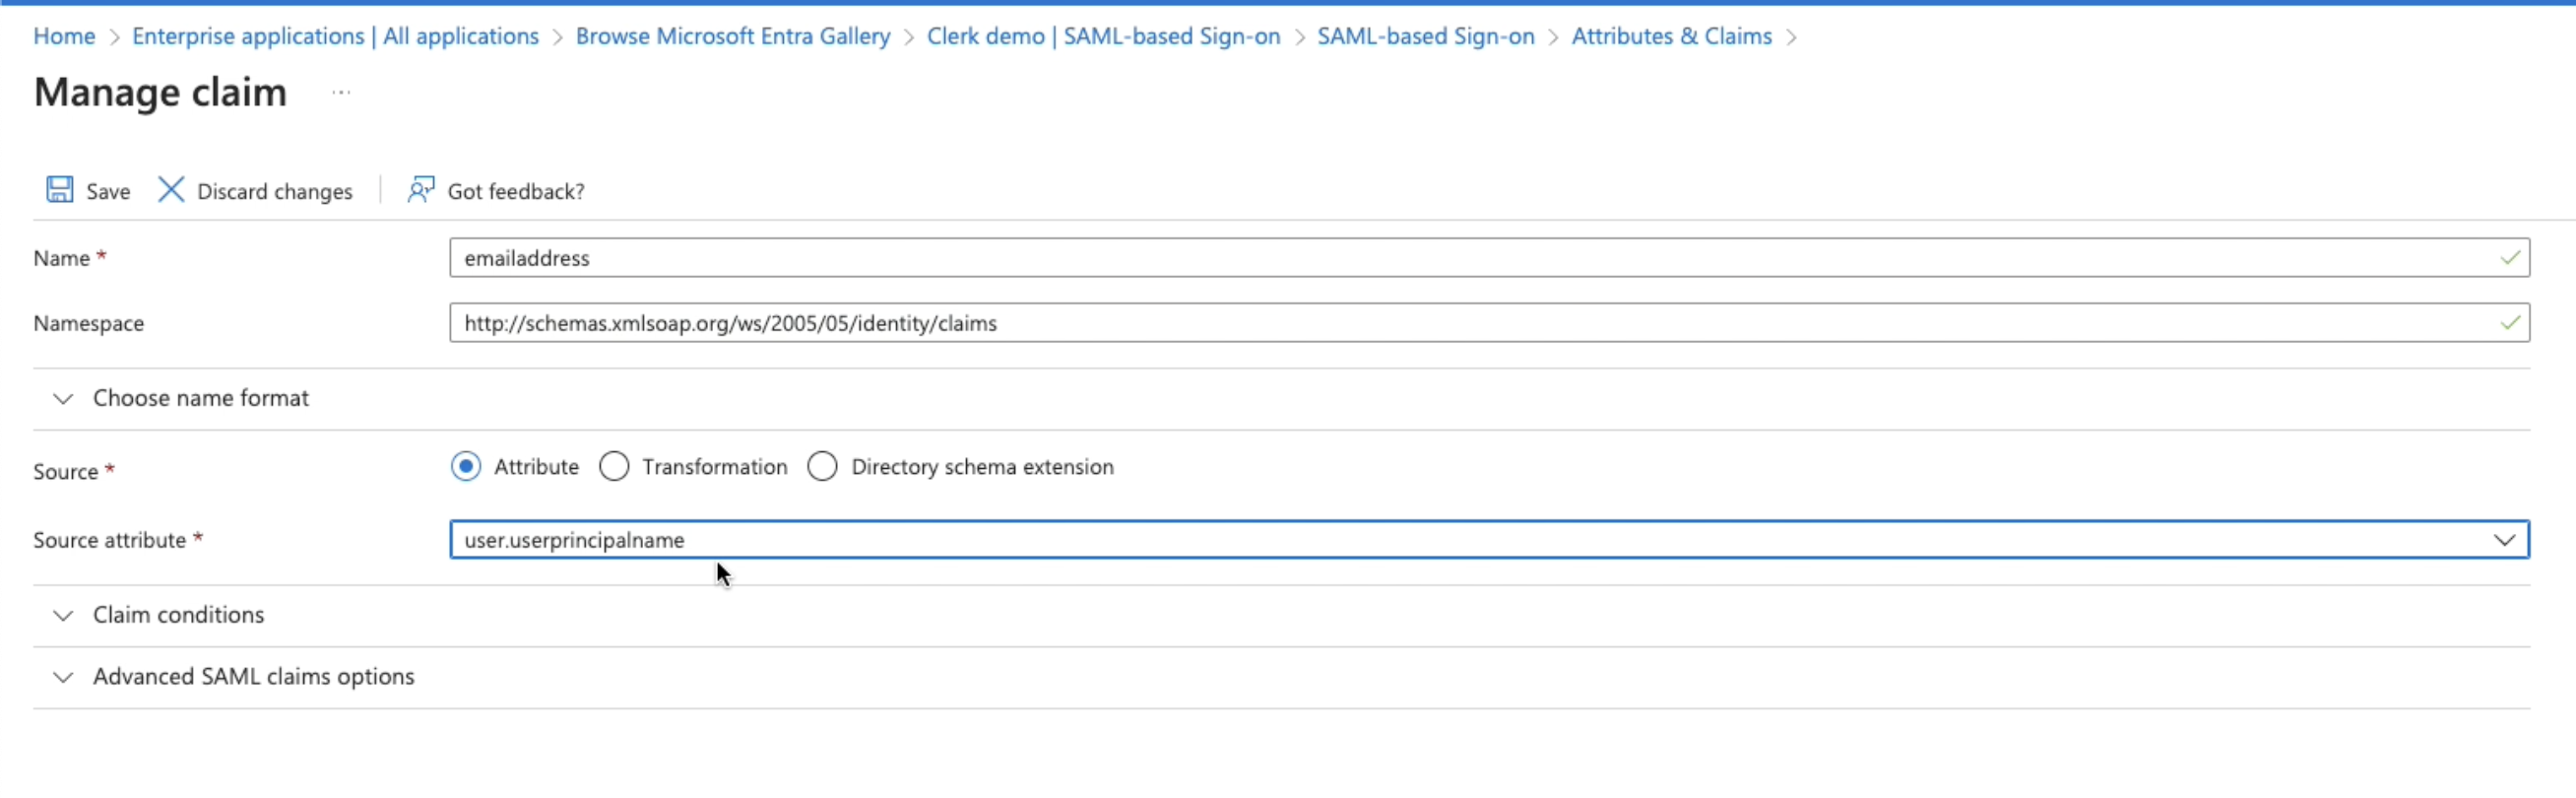 Home > Enterprise applications | All applications > Browse Microsoft Entra Gallery > Clerk demo | SAML-based Sign-on > SAML-based Sign-on > Attributes & Claims >
Manage claim ...
Save Discard changes | Got feedback?
Name * emailaddress
Namespace http://schemas.xmlsoap.org/ws/2005/05/identity/claims
Choose name format
Source * Attribute Transformation Directory schema extension
Source attribute * user.userprincipalname
Claim conditions
Advanced SAML claims options